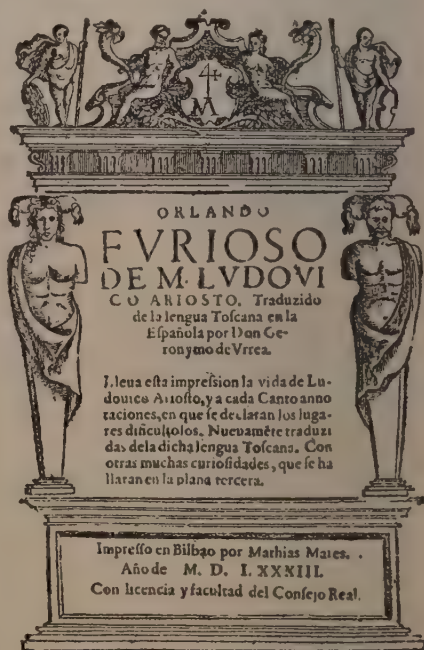 M
ORLANDO
FVRIOSO
DE M. LVDOVI
CO ARIOSTO. Traduzido
de la lengua Toſcana en la
Eſpañola por Don Ge-
ronymo de Vrrea.
Lleua eſta impreſsion la vida de Lu-
douico Arioſto, y a cada Canto anno
taciones, en que ſe declaran los luga-
res dificultoſos. Nueuamẽte traduzi
das dela dicha lengua Toſcana. Con
otras muchas curioſidades, que ſe ha
llaran en la plana tercera.
Impreſſo en Bilbao por Mathias Mares.
Año de M. D. LXXXIII.
Con licencia y facultad del Conſejo Real.